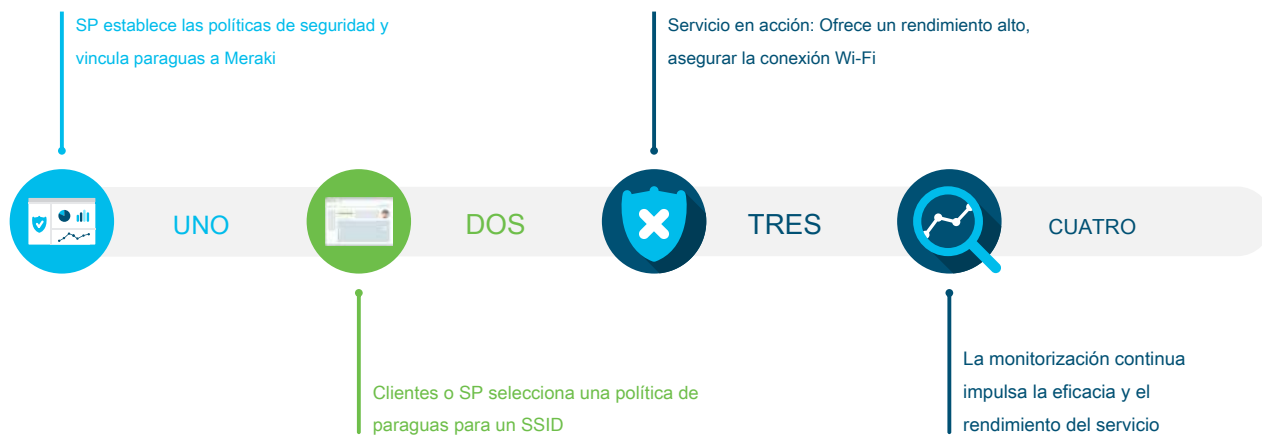 SP establece las políticas de seguridad y
vincula paraguas a Meraki
Servicio en acción: Ofrece un rendimiento alto,
asegurar la conexión Wi-Fi
UNO
DOS
TRES
CUATRO
Clientes o SP selecciona una política de
paraguas para un SSID
La monitorización continua
impulsa la eficacia y el
rendimiento del servicio